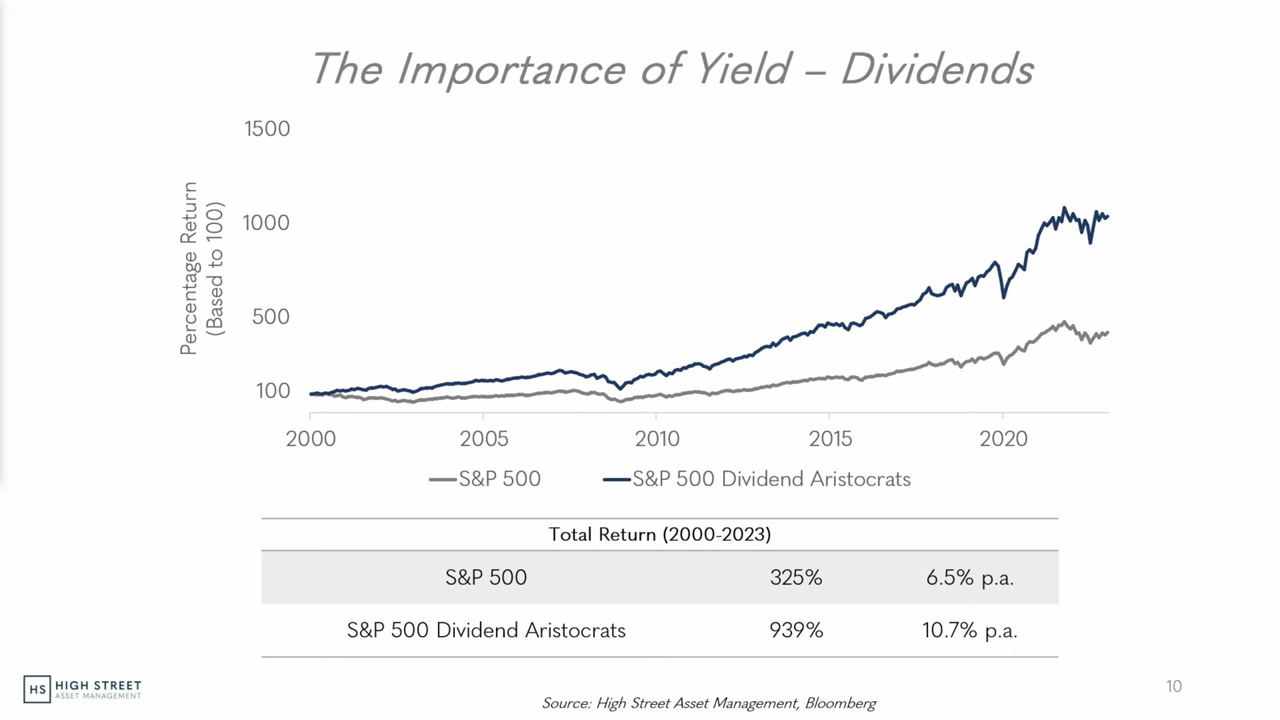 The Importance of Yield – Dividends
1500
1000
500
100
Percentage Return
(Based to 100)
2000 2005 2010 2015 2020
S&P 500 S&P 500 Dividend Aristocrats
Total Return (2000-2023)
S&P 500 325% 6.5% p.a.
S&P 500 Dividend Aristocrats 939% 10.7% p.a.
HS HIGH STREET
ASSET MANAGEMENT
Source: High Street Asset Management, Bloomberg
10